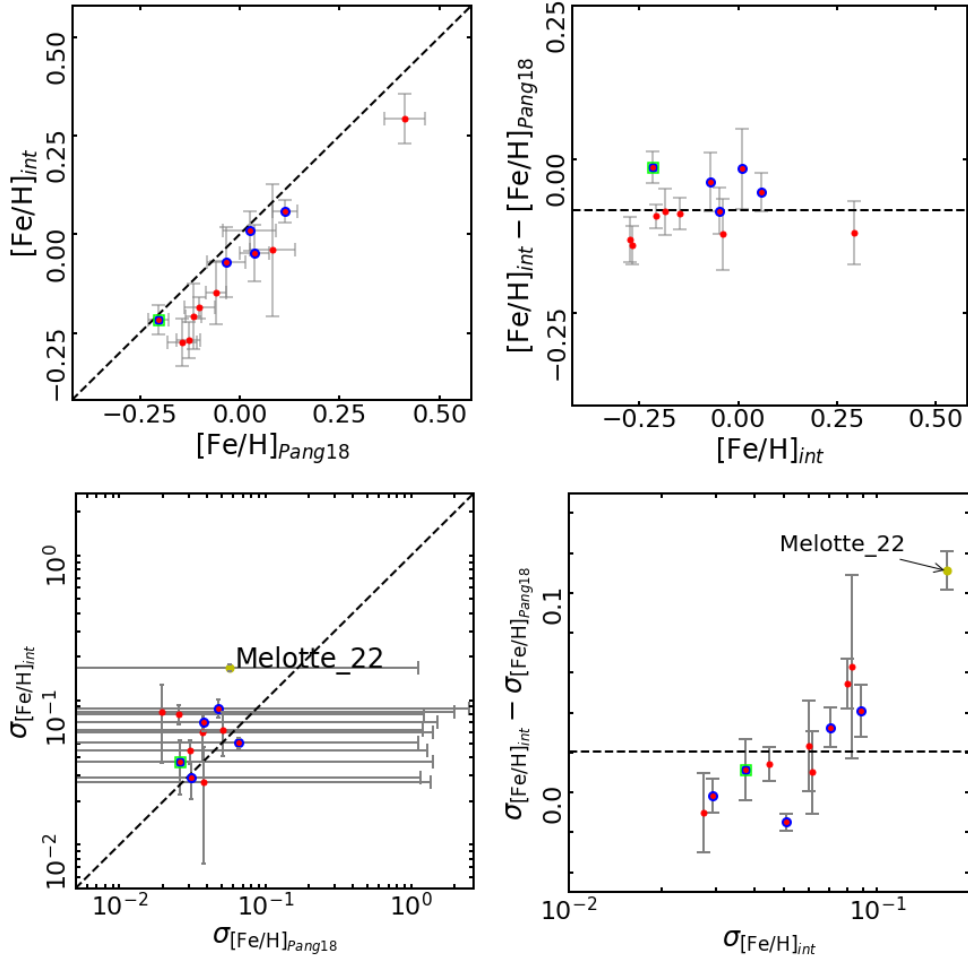 0.50
0.25
0.00
−0.25
[Fe/H]int
−0.25
0.00
0.25
0.50
[Fe/H]Pang18
0.25
0.00
−0.25
[Fe/H]int − [Fe/H]Pang18
−0.25
0.00
0.25
0.50
[Fe/H]int
10^0
10^−1
10^−2
σ[Fe/H]int
Melotte_22
10^−2
10^−1
10^0
σ[Fe/H]Pang18
0.1
0.0
σ[Fe/H]int − σ[Fe/H]Pang18
Melotte_22
10^−2
10^−1
σ[Fe/H]int